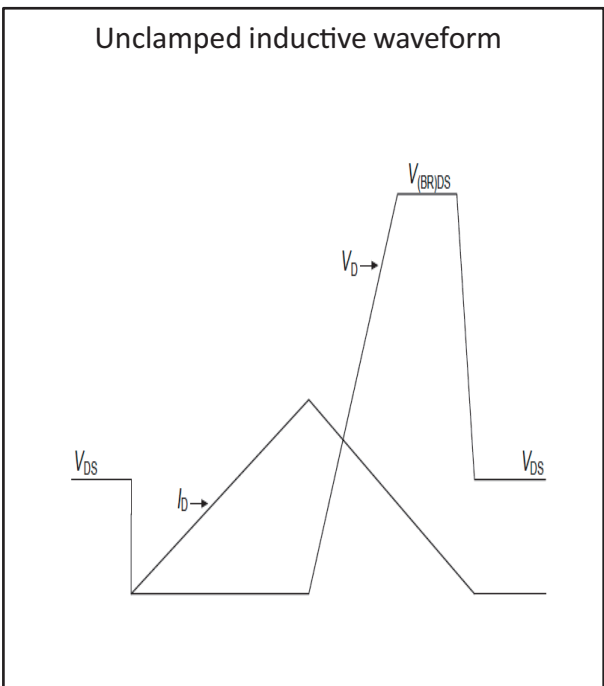 Unclamped inductive waveform
V(BR)DS
VD
VDS
VDS
ID